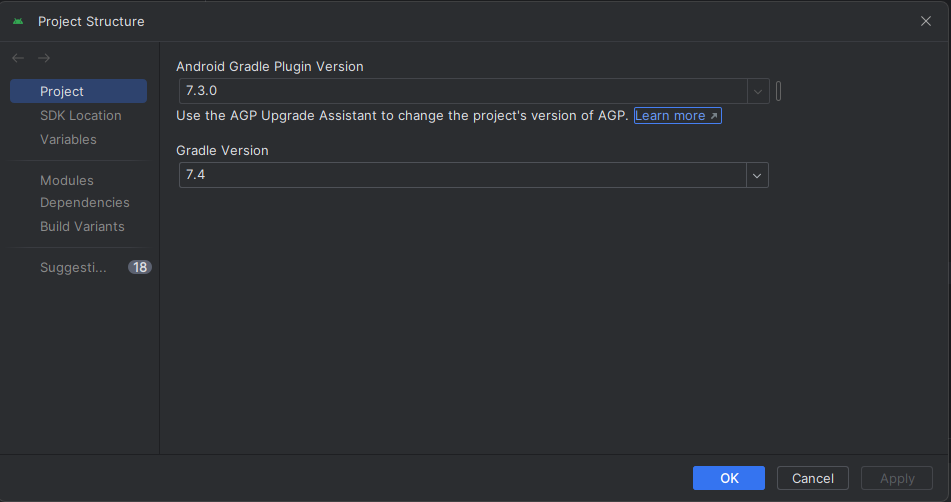 Project Structure
Project
SDK Location
Variables
Modules
Dependencies
Build Variants
Suggesti... 18
Android Gradle Plugin Version
7.3.0
Use the AGP Upgrade Assistant to change the project's version of AGP. Learn more ↗
Gradle Version
7.4
OK Cancel Apply